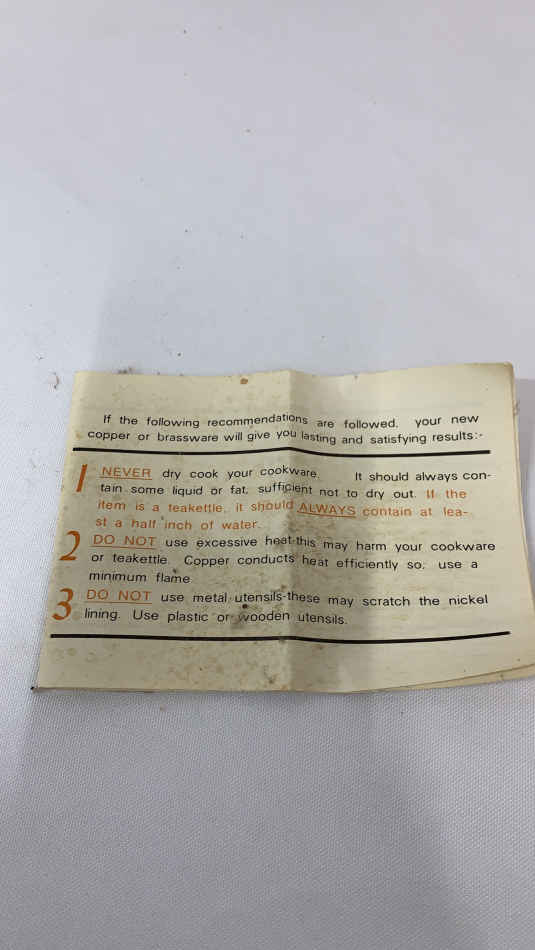 If the following recommendations are followed, your new
copper or brassware will give you lasting and satisfying results:-
1 NEVER dry cook your cookware. It should always con-
tain some liquid or fat, sufficient not to dry out. If the
item is a teakettle, it should ALWAYS contain at lea-
st a half inch of water.
2 DO NOT use excessive heat-this may harm your cookware
or teakettle. Copper conducts heat efficiently so, use a
minimum flame
3 DO NOT use metal utensils-these may scratch the nickel
lining. Use plastic or wooden utensils.